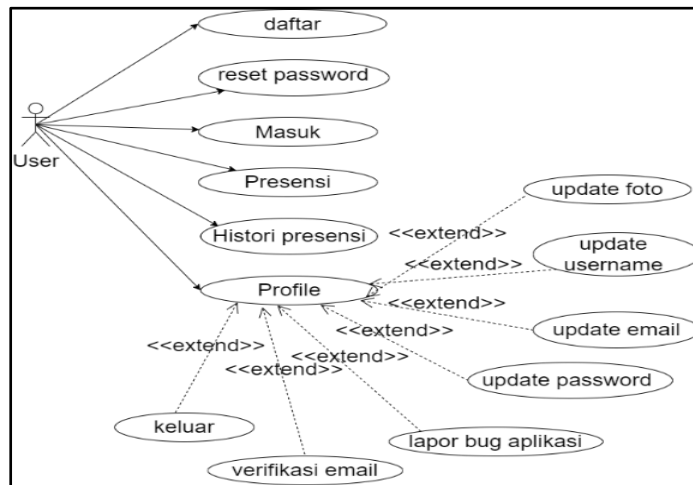 daftar
reset password
Masuk
User
Presensi
update foto
Histori presensi
<<extend>>
update
username
<<extend>>
Profile
<<extend>>
update email
<<extend>>
<<extend>>
<<extend>>
<<extend>>
update password
keluar
lapor bug aplikasi
verifikasi email